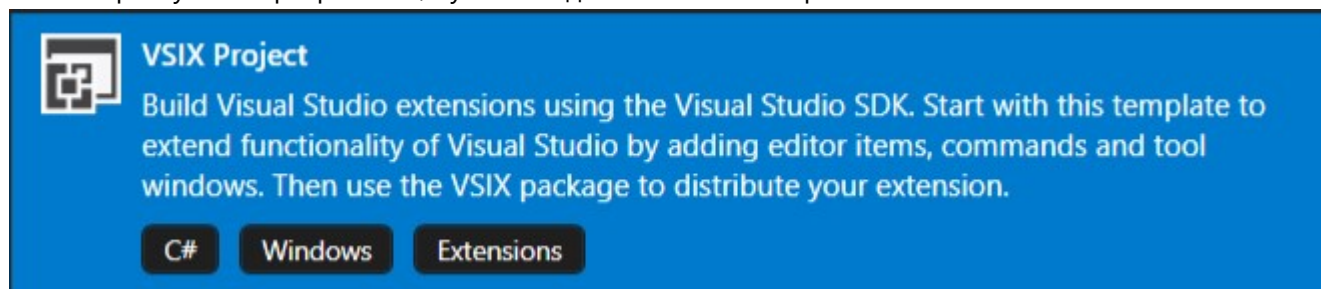 VSIX Project
Build Visual Studio extensions using the Visual Studio SDK. Start with this template to
extend functionality of Visual Studio by adding editor items, commands and tool
windows. Then use the VSIX package to distribute your extension.
C# Windows Extensions